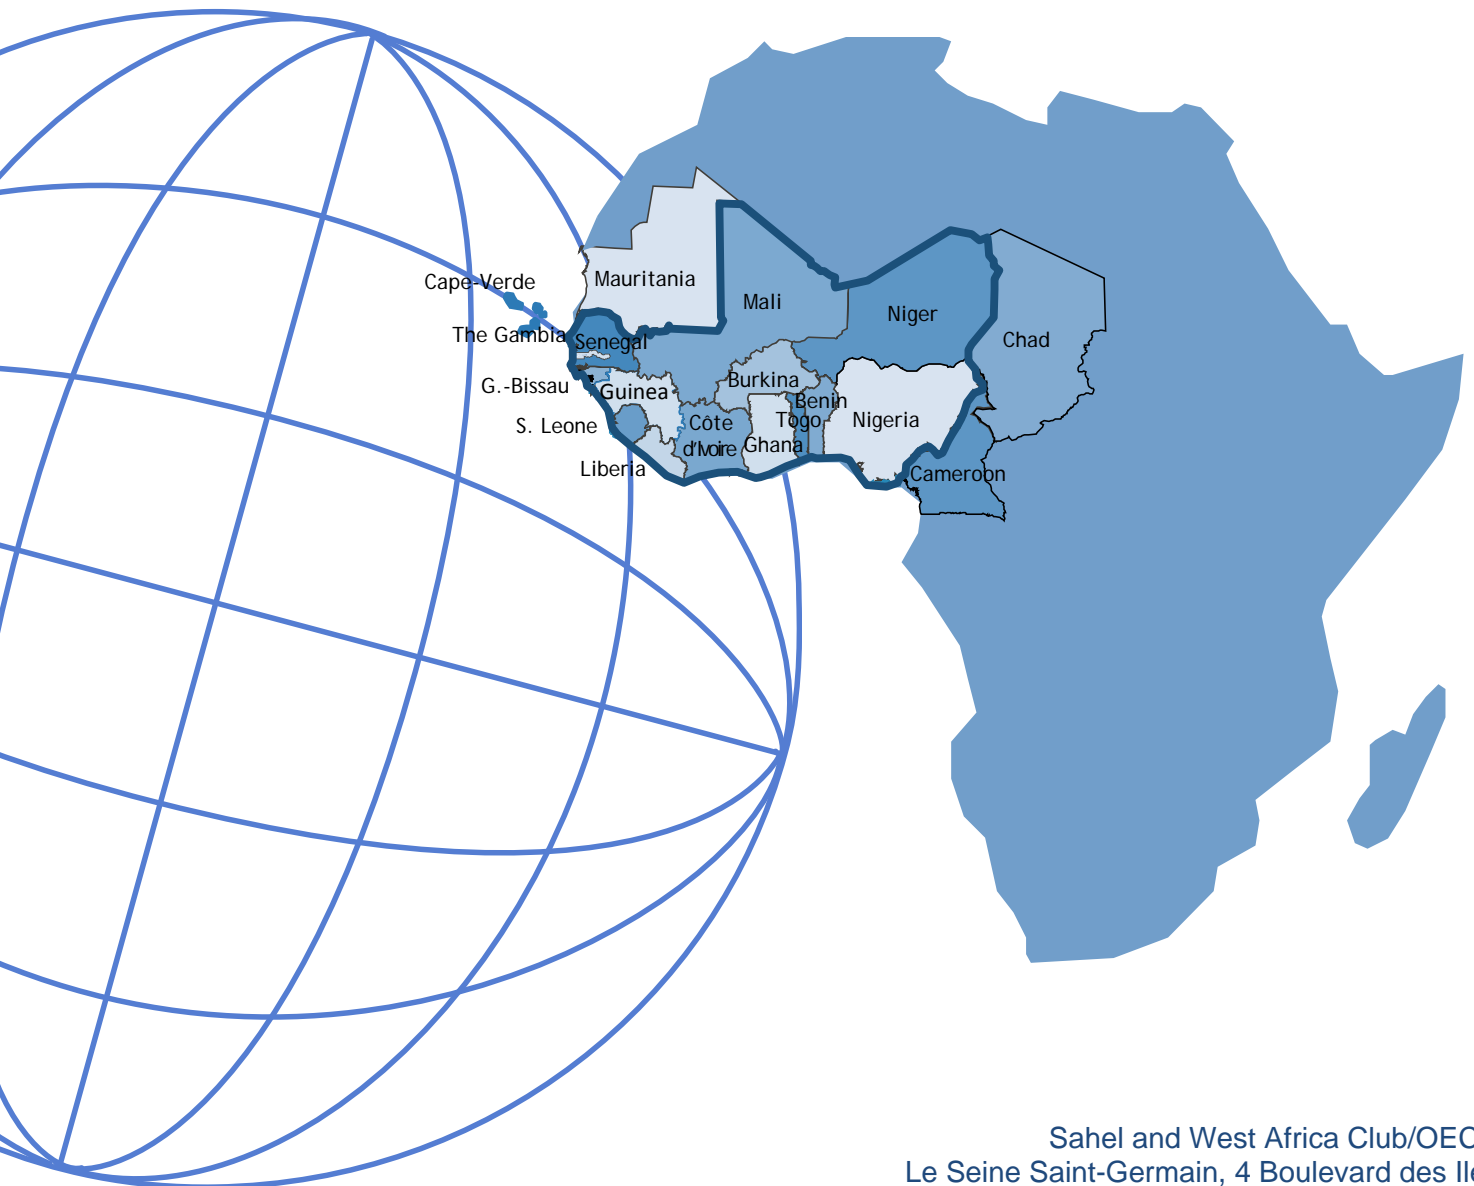 Cape-Verde
Mauritania
Mali
Niger
Chad
The Gambia
Senegal
G.-Bissau
Guinea
Burkina
Benin
Togo
Nigeria
S. Leone
Côte
d'Ivoire
Ghana
Liberia
Cameroon
Sahel and West Africa Club/OEC
Le Seine Saint-Germain, 4 Boulevard des Ile